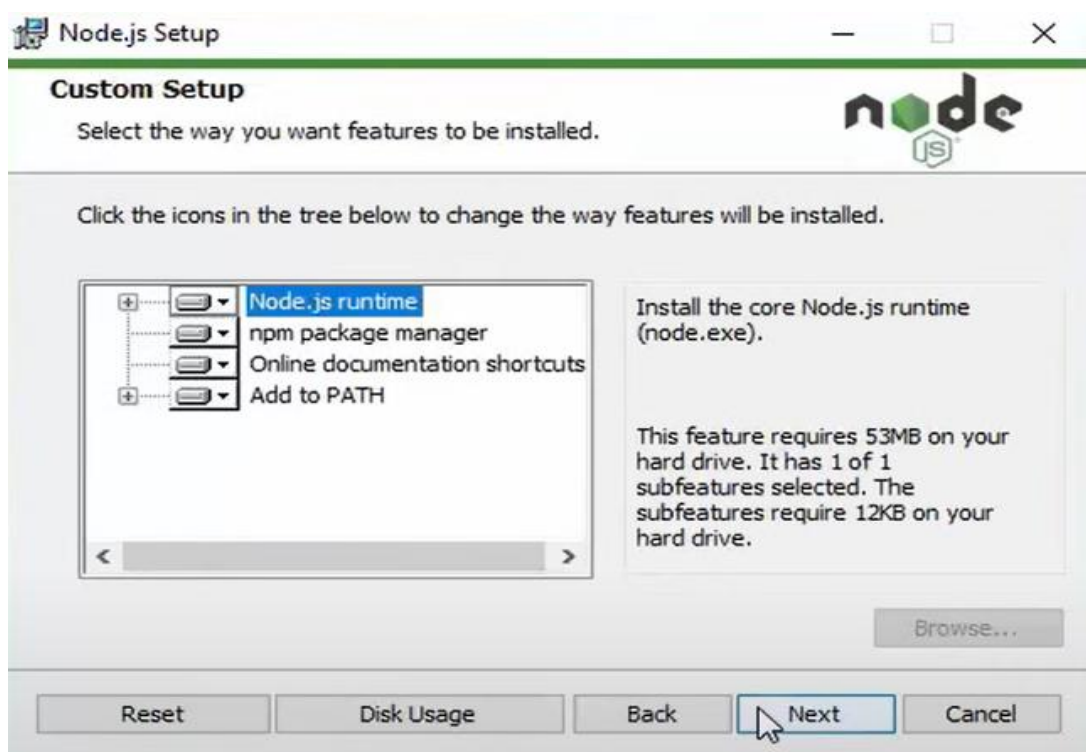 Node.js Setup
Custom Setup
Select the way you want features to be installed.
node
JS
Click the icons in the tree below to change the way features will be installed.
Node.js runtime
npm package manager
Online documentation shortcuts
Add to PATH
Install the core Node.js runtime
(node.exe).
This feature requires 53MB on your
hard drive. It has 1 of 1
subfeatures selected. The
subfeatures require 12KB on your
hard drive.
Browse...
Reset
Disk Usage
Back
Next
Cancel